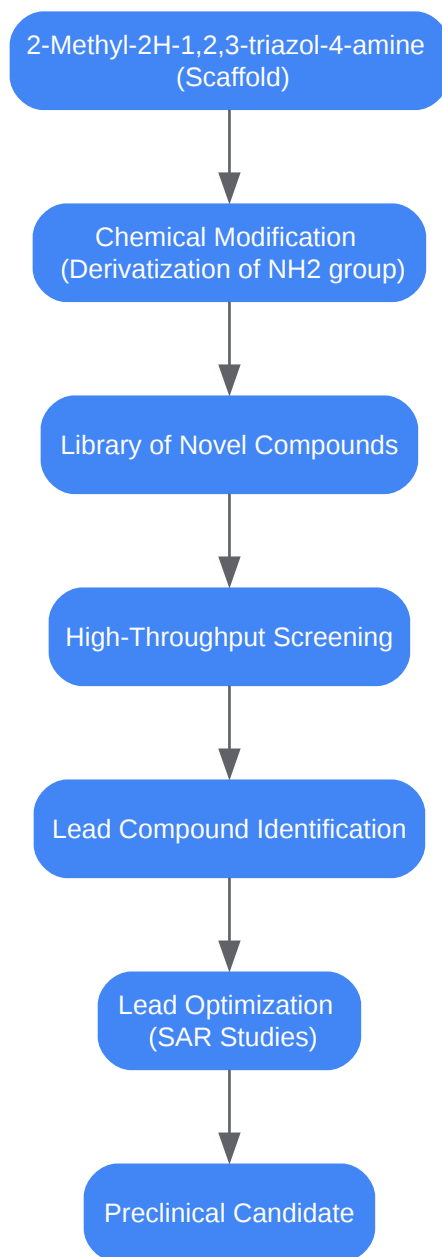 2-Methyl-2H-1,2,3-triazol-4-amine
(Scaffold)
Chemical Modification
(Derivatization of NH2 group)
Library of Novel Compounds
High-Throughput Screening
Lead Compound Identification
Lead Optimization
(SAR Studies)
Preclinical Candidate